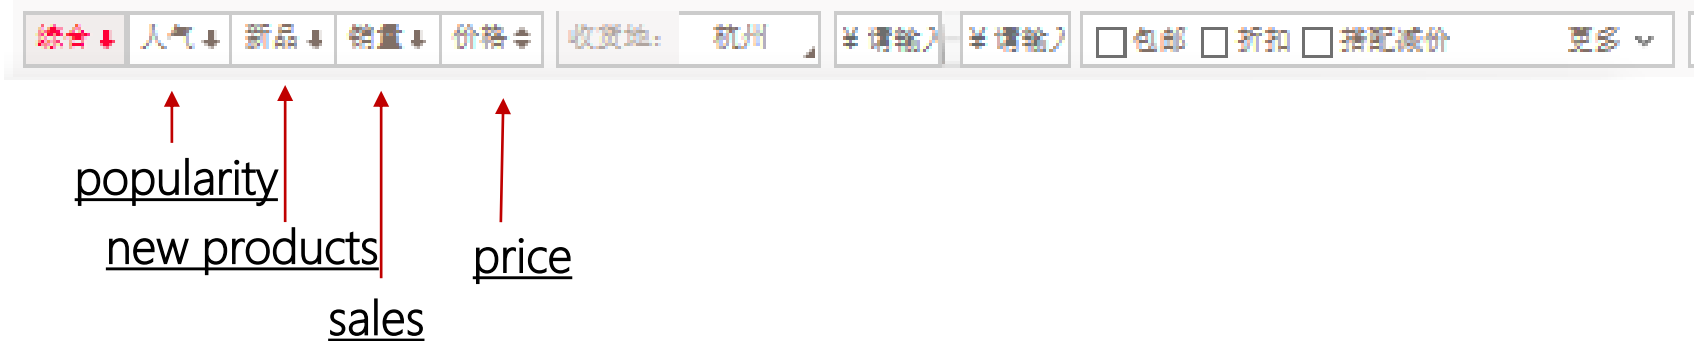 综合 人气 新品 销量 价格 收货地: 杭州 ¥ 请输入 ¥ 请输入 包邮 折扣 搭配减价 更多
popularity
new products
price
sales